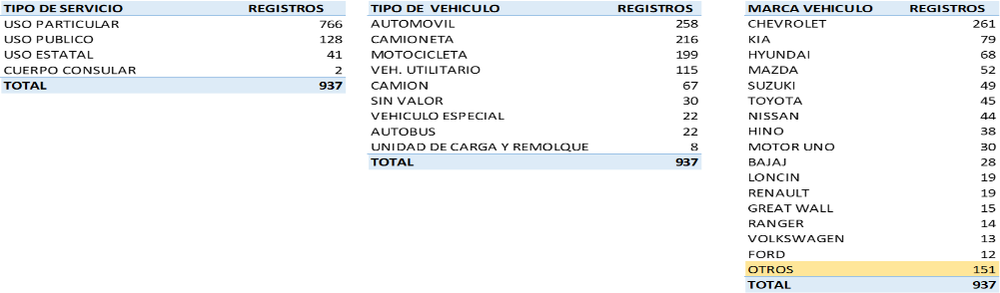 TIPO DE SERVICIO REGISTROS
USO PARTICULAR 766
USO PUBLICO 128
USO ESTATAL 41
CUERPO CONSULAR 2
TOTAL 937
TIPO DE VEHICULO REGISTROS
AUTOMOVIL 258
CAMIONETA 216
MOTOCICLETA 199
VEH. UTILITARIO 115
CAMION 67
SIN VALOR 30
VEHICULO ESPECIAL 22
AUTOBUS 22
UNIDAD DE CARGA Y REMOLQUE 8
TOTAL 937
MARCA VEHICULO REGISTROS
CHEVROLET 261
KIA 79
HYUNDAI 68
MAZDA 52
SUZUKI 49
TOYOTA 45
NISSAN 44
HINO 38
MOTOR UNO 30
BAJAJ 28
LONCIN 19
RENAULT 19
GREAT WALL 15
RANGER 14
VOLKSWAGEN 13
FORD 12
OTROS 151
TOTAL 937